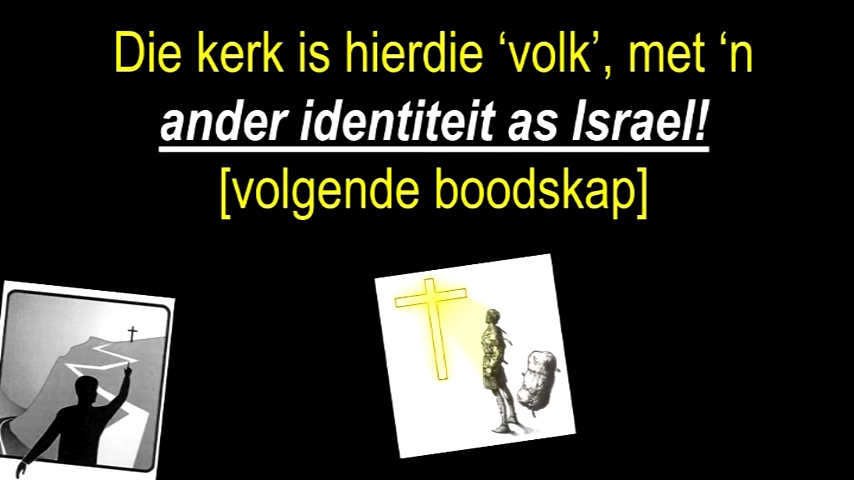 Die kerk is hierdie ‘volk’, met ‘n
ander identiteit as Israel!
[volgende boodskap]